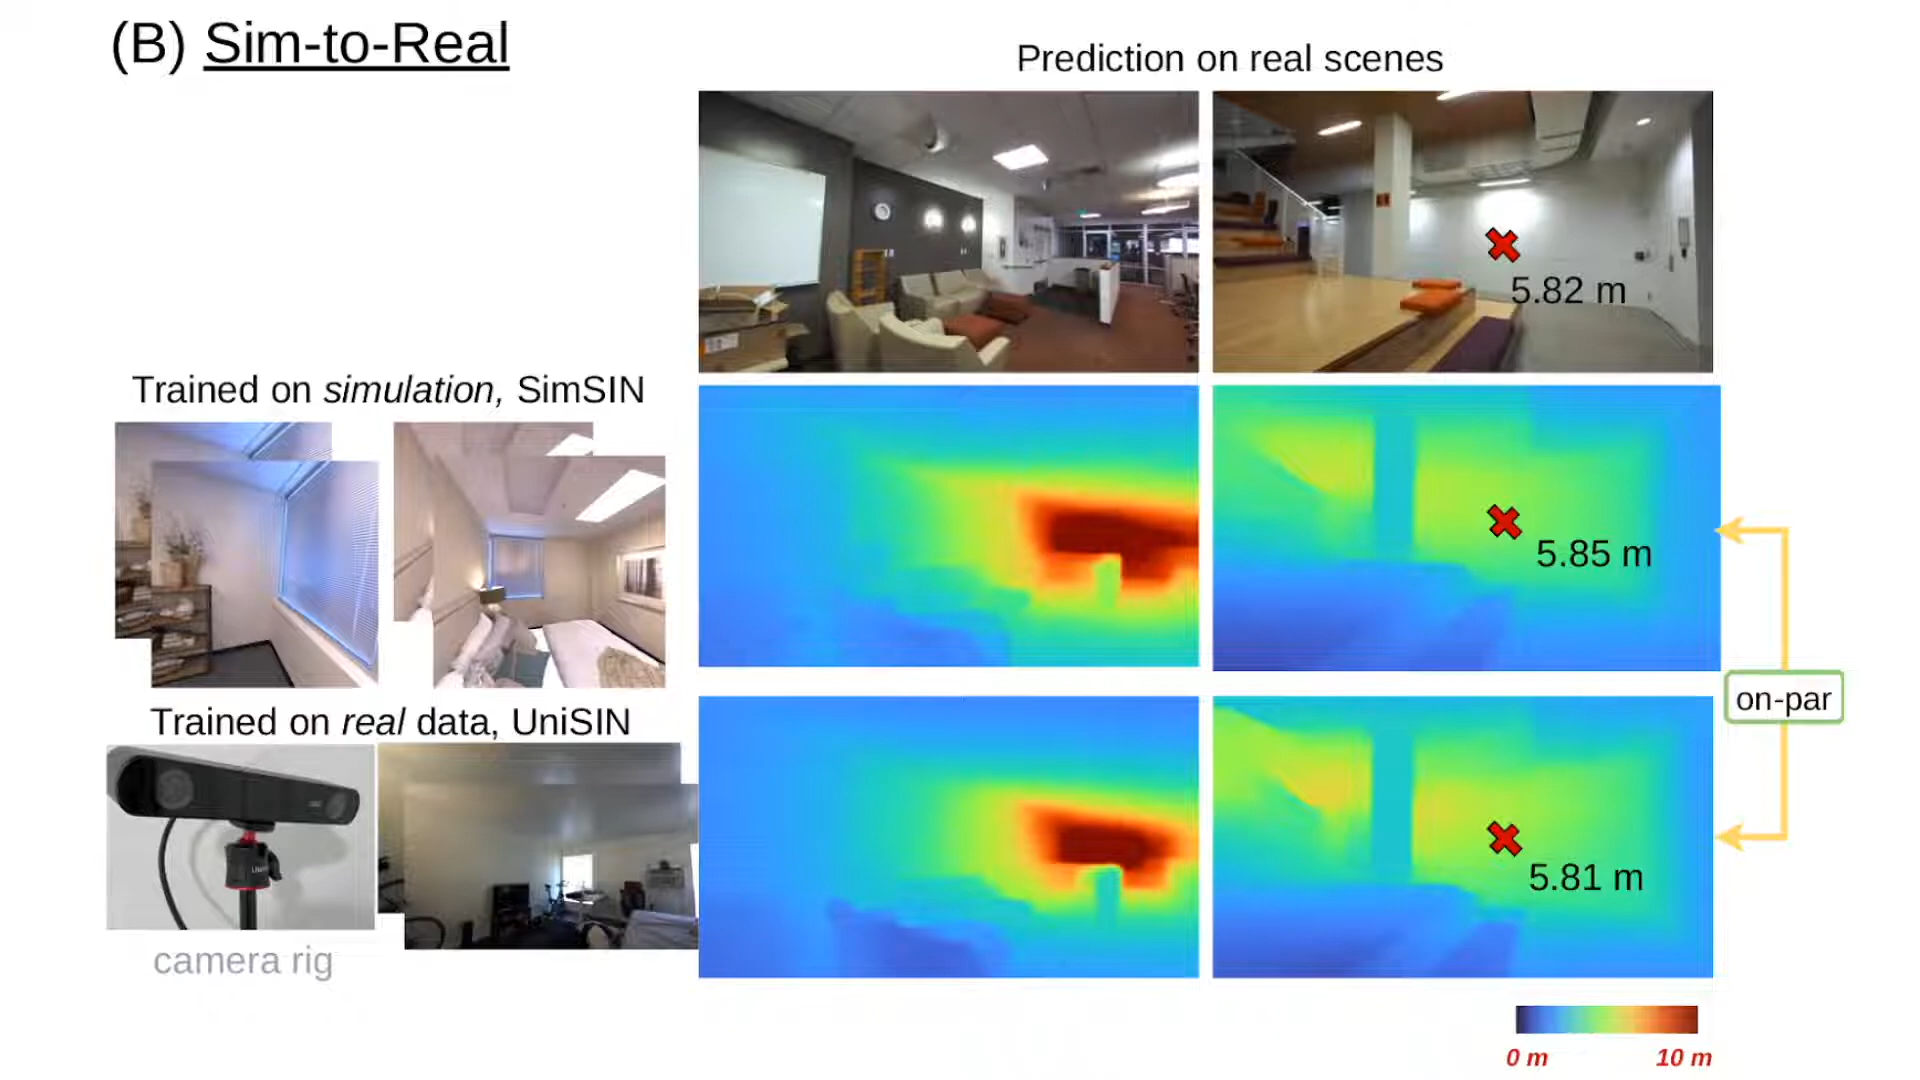 (B) Sim-to-Real
Prediction on real scenes
5.82 m
Trained on simulation, SimSIN
5.85 m
on-par
Trained on real data, UniSIN
5.81 m
camera rig
0 m
10 m